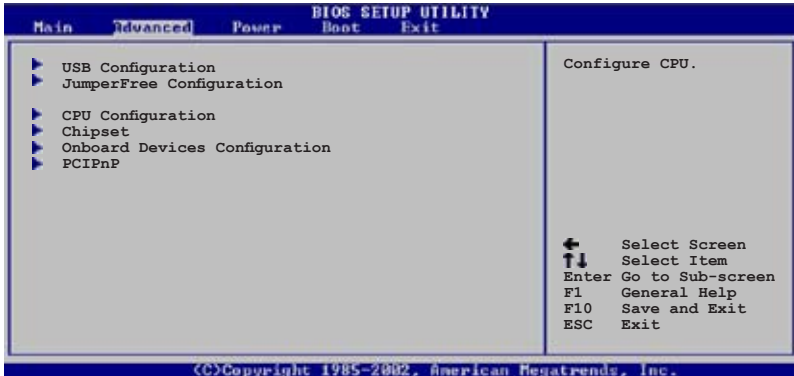 BIOS SETUP UTILITY
Main Advanced Power Boot Exit
USB Configuration
JumperFree Configuration
CPU Configuration
Chipset
Onboard Devices Configuration
PCIPnP
Configure CPU.
Select Screen
Select Item
Enter Go to Sub-screen
F1 General Help
F10 Save and Exit
ESC Exit
(C)Copyright 1985-2002, American Megatrends, Inc.